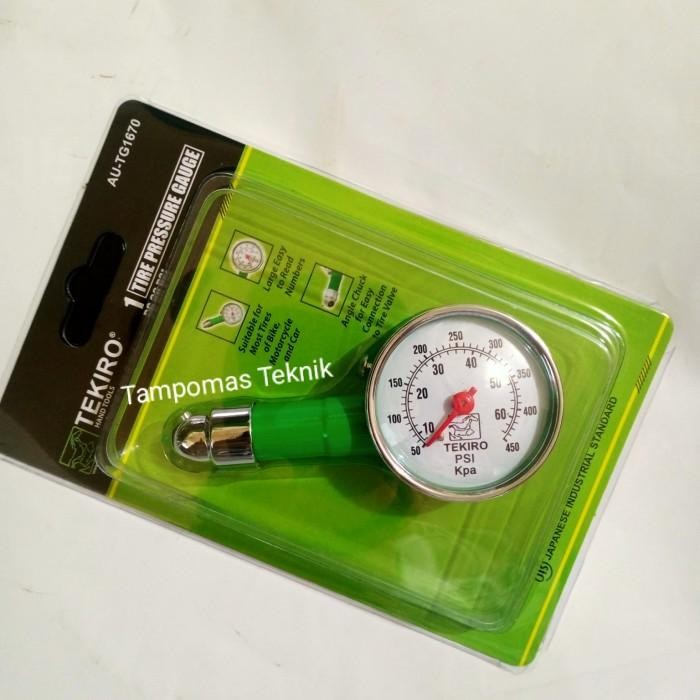 AU-TG1670
1 TIRE PRESSURE GAUGE
TEKIRO®
HAND TOOLS
Large Easy
to Read
Numbers
Angle Chuck
for Easy
Connection
to Tire Valve
Suitable for
Most Tires
of Bike,
Motorcycle
and Car
Tampomas Teknik
50 100 150 200 250 300 350 400 450
10 20 30 40 50 60
TEKIRO
PSI
Kpa
JIS JAPANESE INDUSTRIAL STANDARD